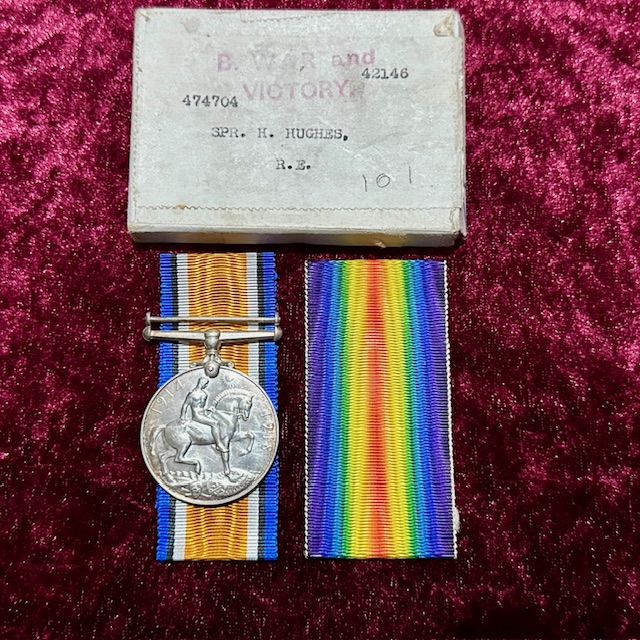 B. WAR and
42146
VICTORY
474704
SPR. H. HUGHES,
R.E.
101